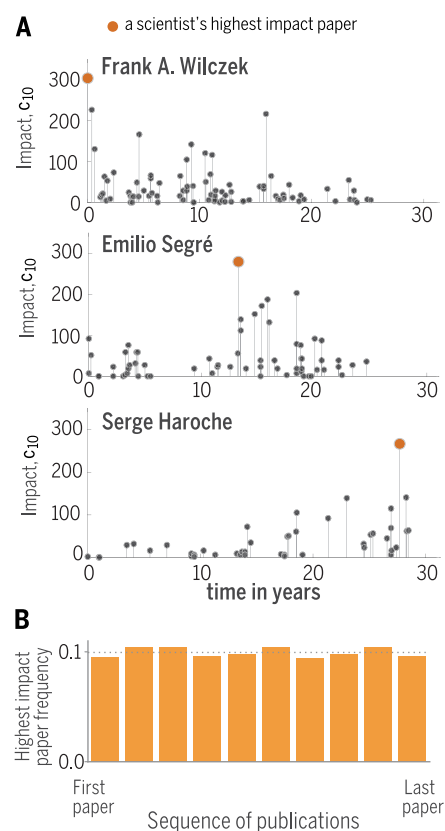 A
a scientist's highest impact paper
Frank A. Wilczek
Impact, c10
300
200
100
0
0 10 20 30
Emilio Segré
Impact, c10
300
200
100
0
0 10 20 30
Serge Haroche
Impact, c10
300
200
100
0
0 10 20 30
time in years
B
Highest impact
paper frequency
0.1
0.0
First
paper
Last
paper
Sequence of publications